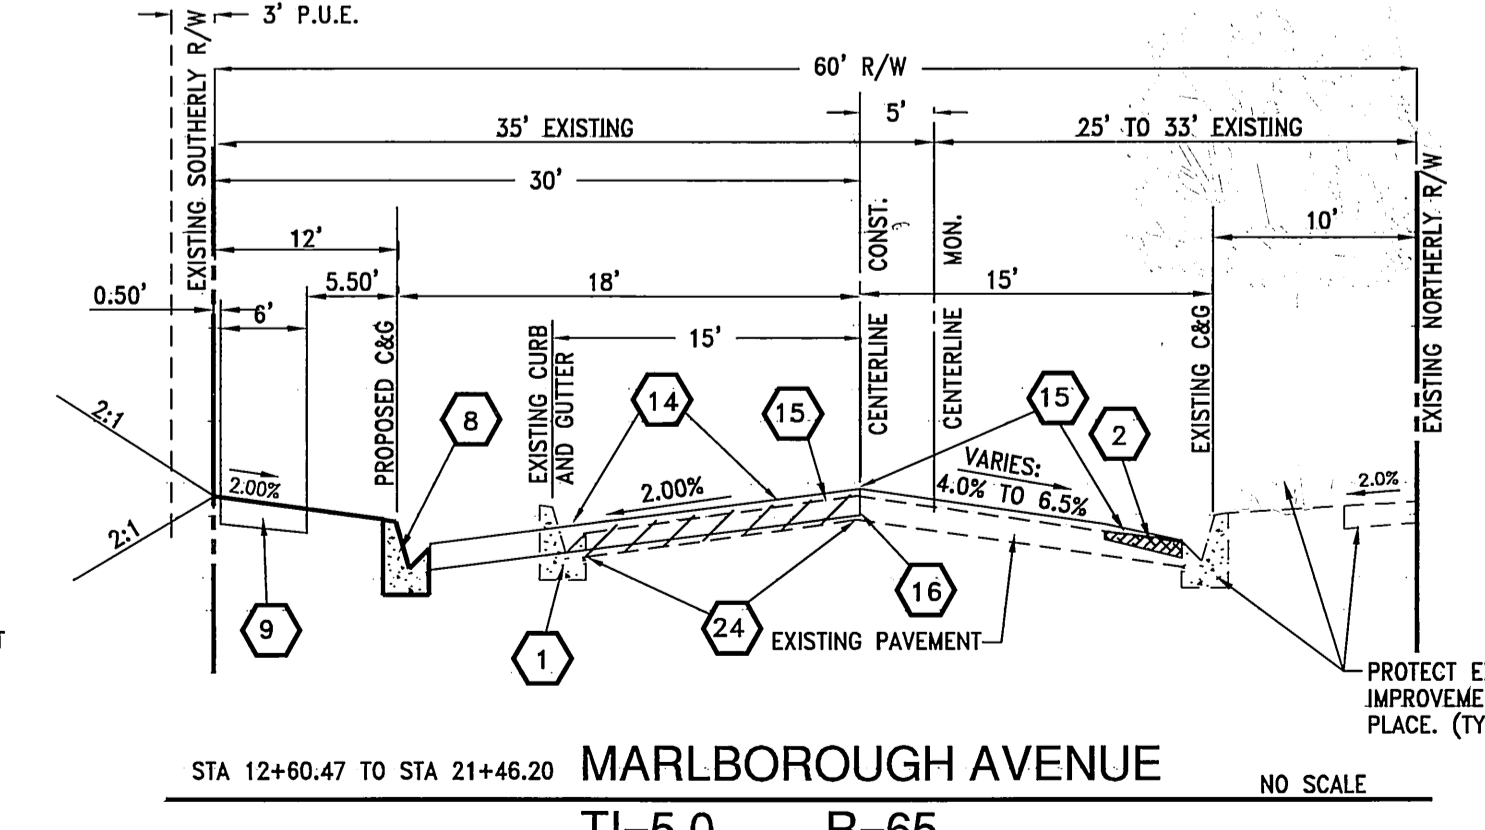 3' P.U.E.
60' R/W
5'
35' EXISTING
25' TO 33' EXISTING
30'
12'
10'
0.50'
6'
5.50'
18'
15'
15'
EXISTING SOUTHERLY R/W
PROPOSED C&G
EXISTING CURB
AND GUTTER
CENTERLINE CONST.
CENTERLINE MON.
EXISTING C&G
EXISTING NORTHERLY R/W
2:1
2:1
2.00%
8
14
15
15
2
2.00%
VARIES:
4.0% TO 6.5%
2.0%
9
1
24
16
EXISTING PAVEMENT
PROTECT E
IMPROVEME
PLACE. (TY
STA 12+60.47 TO STA 21+46.20 MARLBOROUGH AVENUE
NO SCALE
TI=5.0 R=65